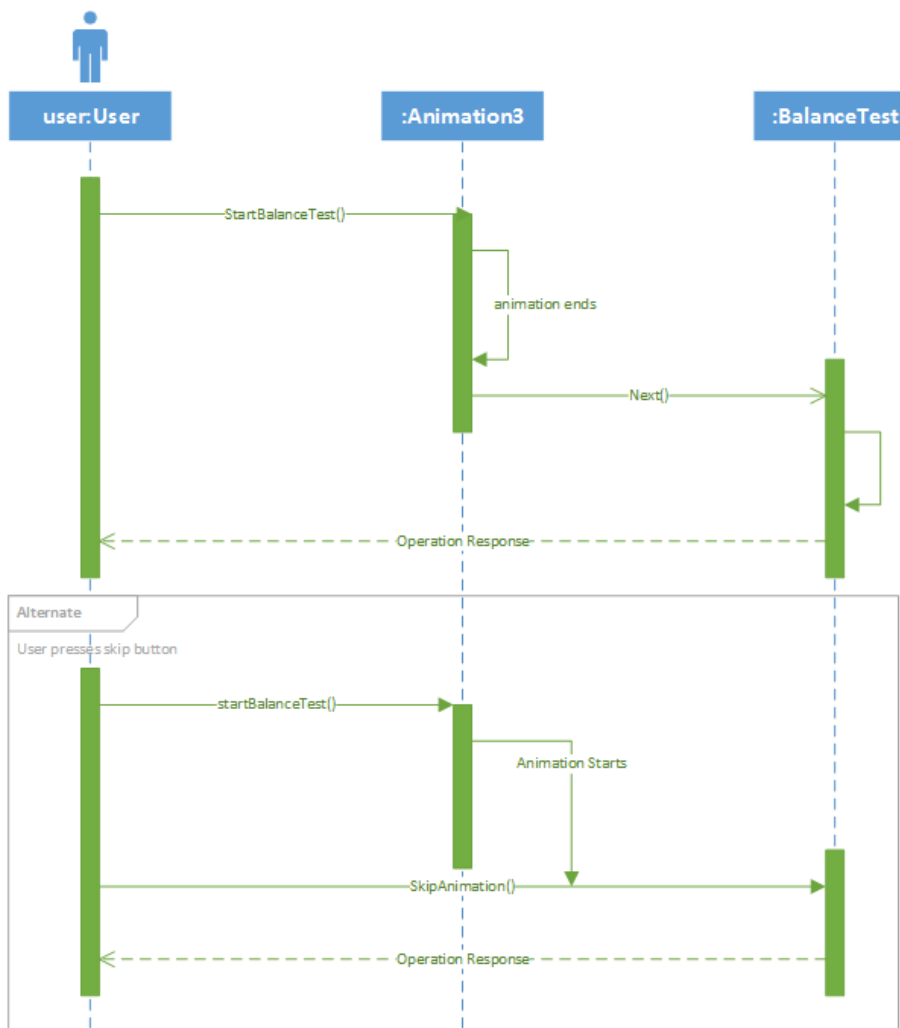 user:User
:Animation3
:BalanceTest
StartBalanceTest()
animation ends
Next()
Operation Response
Alternate
User presses skip button
startBalanceTest()
Animation Starts
SkipAnimation()
Operation Response